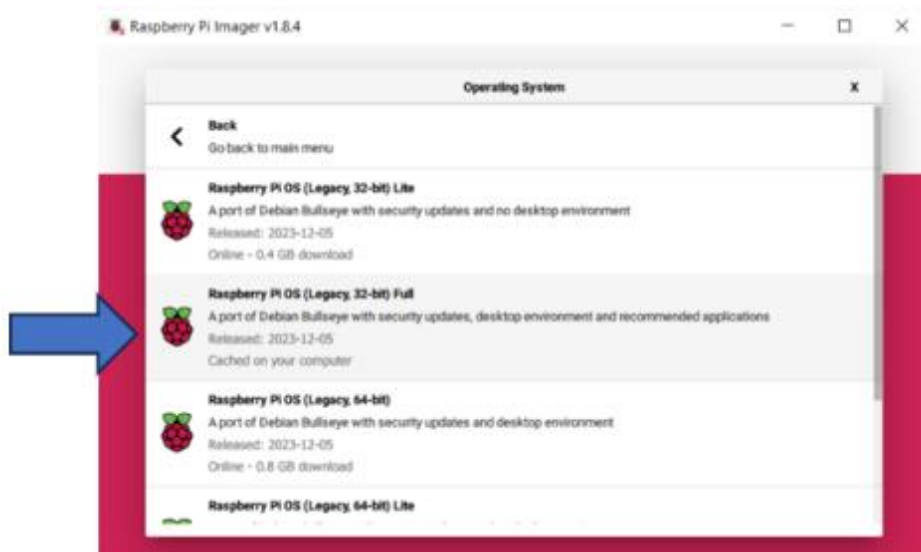 Raspberry Pi Imager v1.8.4
Operating System
X
Back
Go back to main menu
Raspberry Pi OS (Legacy, 32-bit) Lite
A port of Debian Bullseye with security updates and no desktop environment
Released: 2023-12-05
Online - 0.4 GB download
Raspberry Pi OS (Legacy, 32-bit) Full
A port of Debian Bullseye with security updates, desktop environment and recommended applications
Released: 2023-12-05
Cached on your computer
Raspberry Pi OS (Legacy, 64-bit)
A port of Debian Bullseye with security updates and desktop environment
Released: 2023-12-05
Online - 0.8 GB download
Raspberry Pi OS (Legacy, 64-bit) Lite